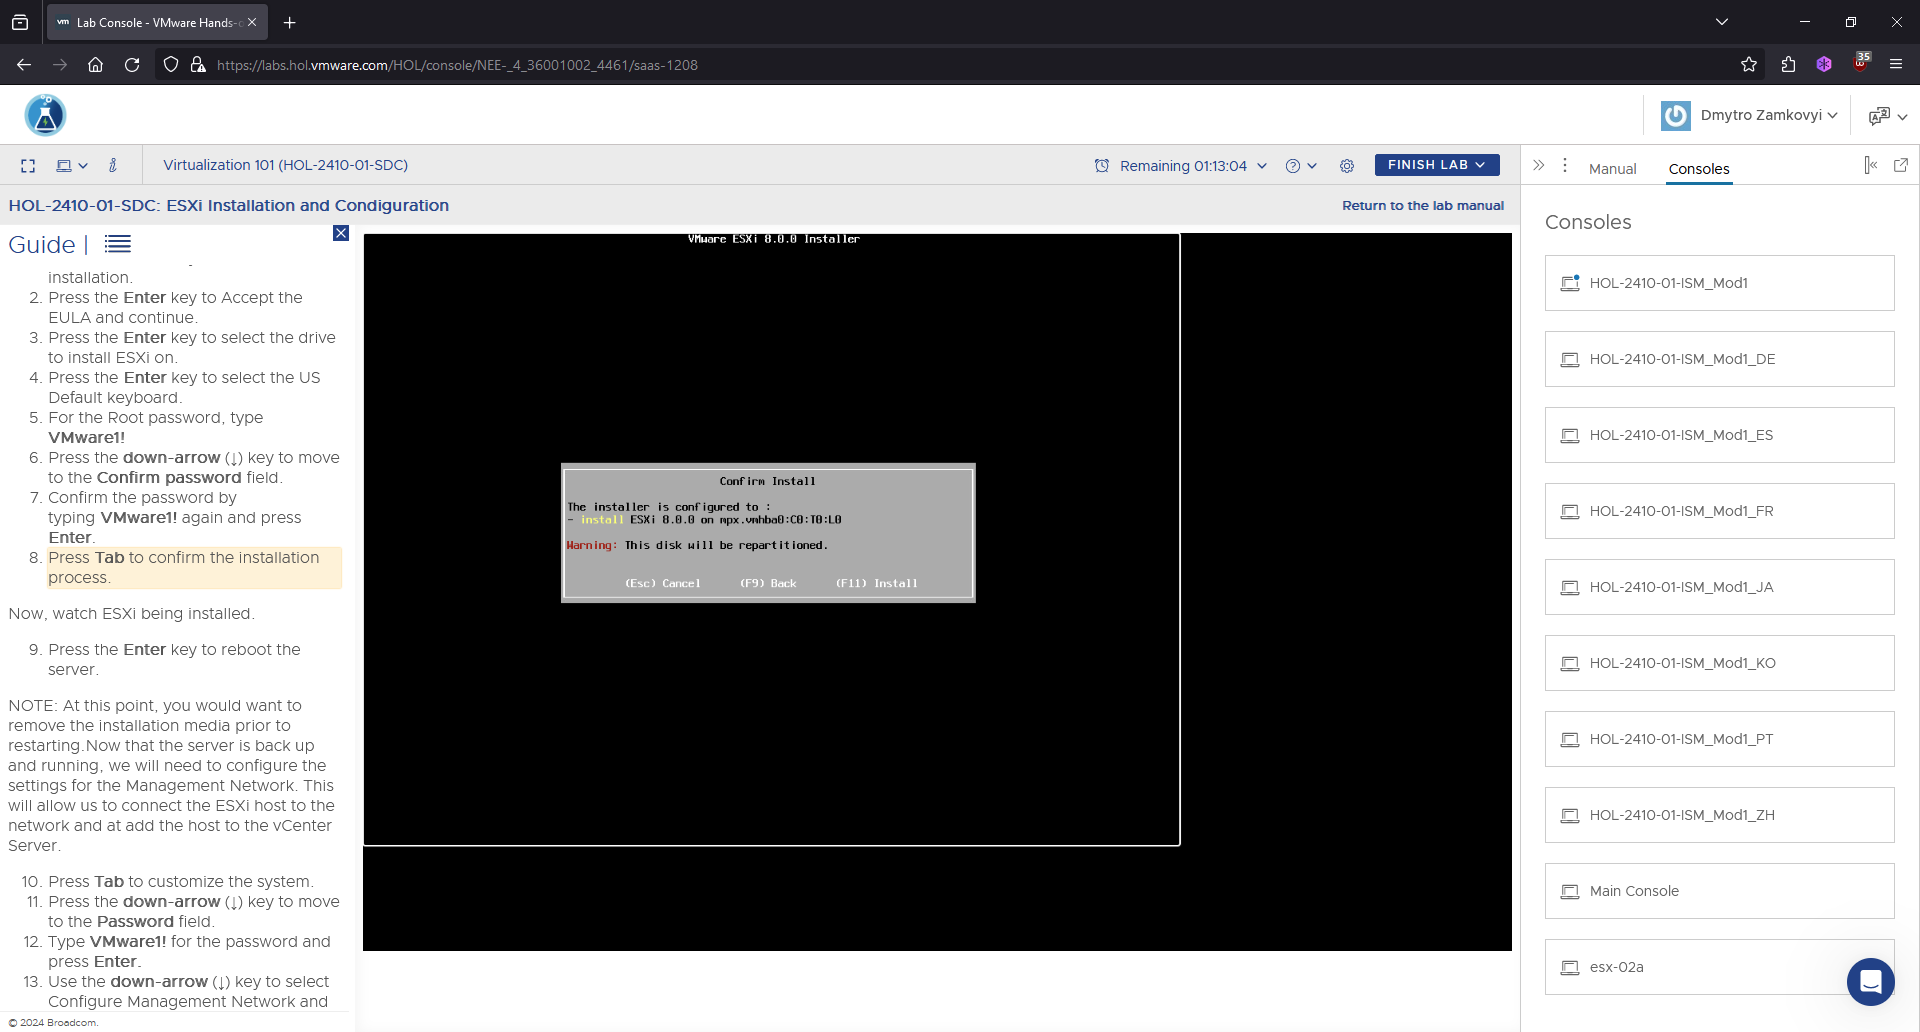 Lab Console - VMware Hands-o
https://labs.hol.vmware.com/HOL/console/NEE-_4_36001002_4461/saas-1208
35
Dmytro Zamkovyi
Virtualization 101 (HOL-2410-01-SDC)
Remaining 01:13:04
FINISH LAB
Manual
Consoles
HOL-2410-01-SDC: ESXi Installation and Condiguration
Return to the lab manual
Guide |
installation.
2. Press the Enter key to Accept the
EULA and continue.
3. Press the Enter key to select the drive
to install ESXi on.
4. Press the Enter key to select the US
Default keyboard.
5. For the Root password, type
VMware1!
6. Press the down-arrow (↓) key to move
to the Confirm password field.
7. Confirm the password by
typing VMware1! again and press
Enter.
8. Press Tab to confirm the installation
process.
Now, watch ESXi being installed.
9. Press the Enter key to reboot the
server.
NOTE: At this point, you would want to
remove the installation media prior to
restarting.Now that the server is back up
and running, we will need to configure the
settings for the Management Network. This
will allow us to connect the ESXi host to the
network and at add the host to the vCenter
Server.
10. Press Tab to customize the system.
11. Press the down-arrow (↓) key to move
to the Password field.
12. Type VMware1! for the password and
press Enter.
13. Use the down-arrow (↓) key to select
Configure Management Network and
© 2024 Broadcom.
VMware ESXi 8.0.0 Installer
Confirm Install
The installer is configured to :
- install ESXi 8.0.0 on mpx.vmhba0:C0:T0:L0
Warning: This disk will be repartitioned.
(Esc) Cancel (F9) Back (F11) Install
Consoles
HOL-2410-01-ISM_Mod1
HOL-2410-01-ISM_Mod1_DE
HOL-2410-01-ISM_Mod1_ES
HOL-2410-01-ISM_Mod1_FR
HOL-2410-01-ISM_Mod1_JA
HOL-2410-01-ISM_Mod1_KO
HOL-2410-01-ISM_Mod1_PT
HOL-2410-01-ISM_Mod1_ZH
Main Console
esx-02a